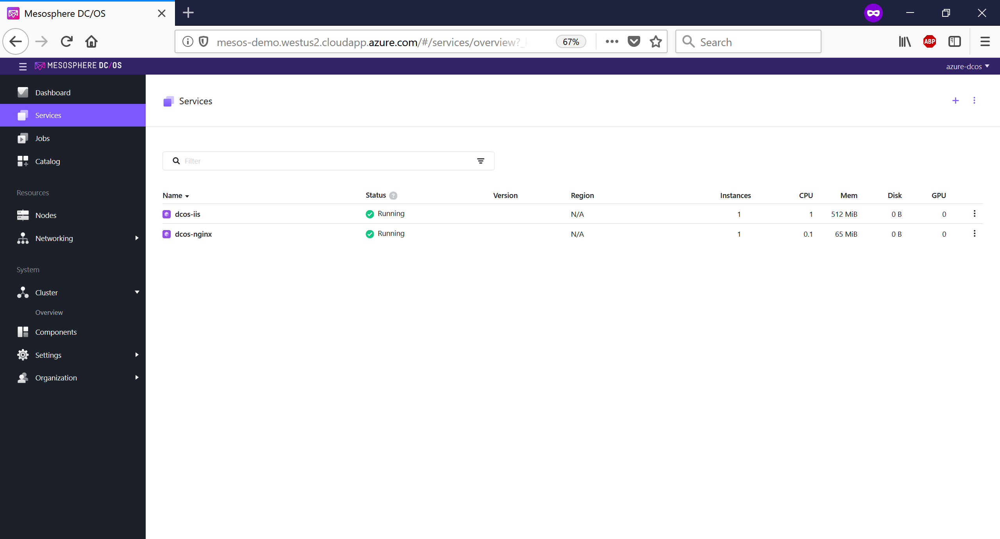 Mesosphere DC/OS
mesos-demo.westus2.cloudapp.azure.com/#/services/overview?_
67%
Search
ABP
MESOSPHERE DC/OS
azure-dcos
Dashboard
Services
Jobs
Catalog
Resources
Nodes
Networking
System
Cluster
Overview
Components
Settings
Organization
Services
Filter
Name Status ? Version Region Instances CPU Mem Disk GPU
dcos-iis Running N/A 1 1 512 MiB 0 B 0
dcos-nginx Running N/A 1 0.1 65 MiB 0 B 0